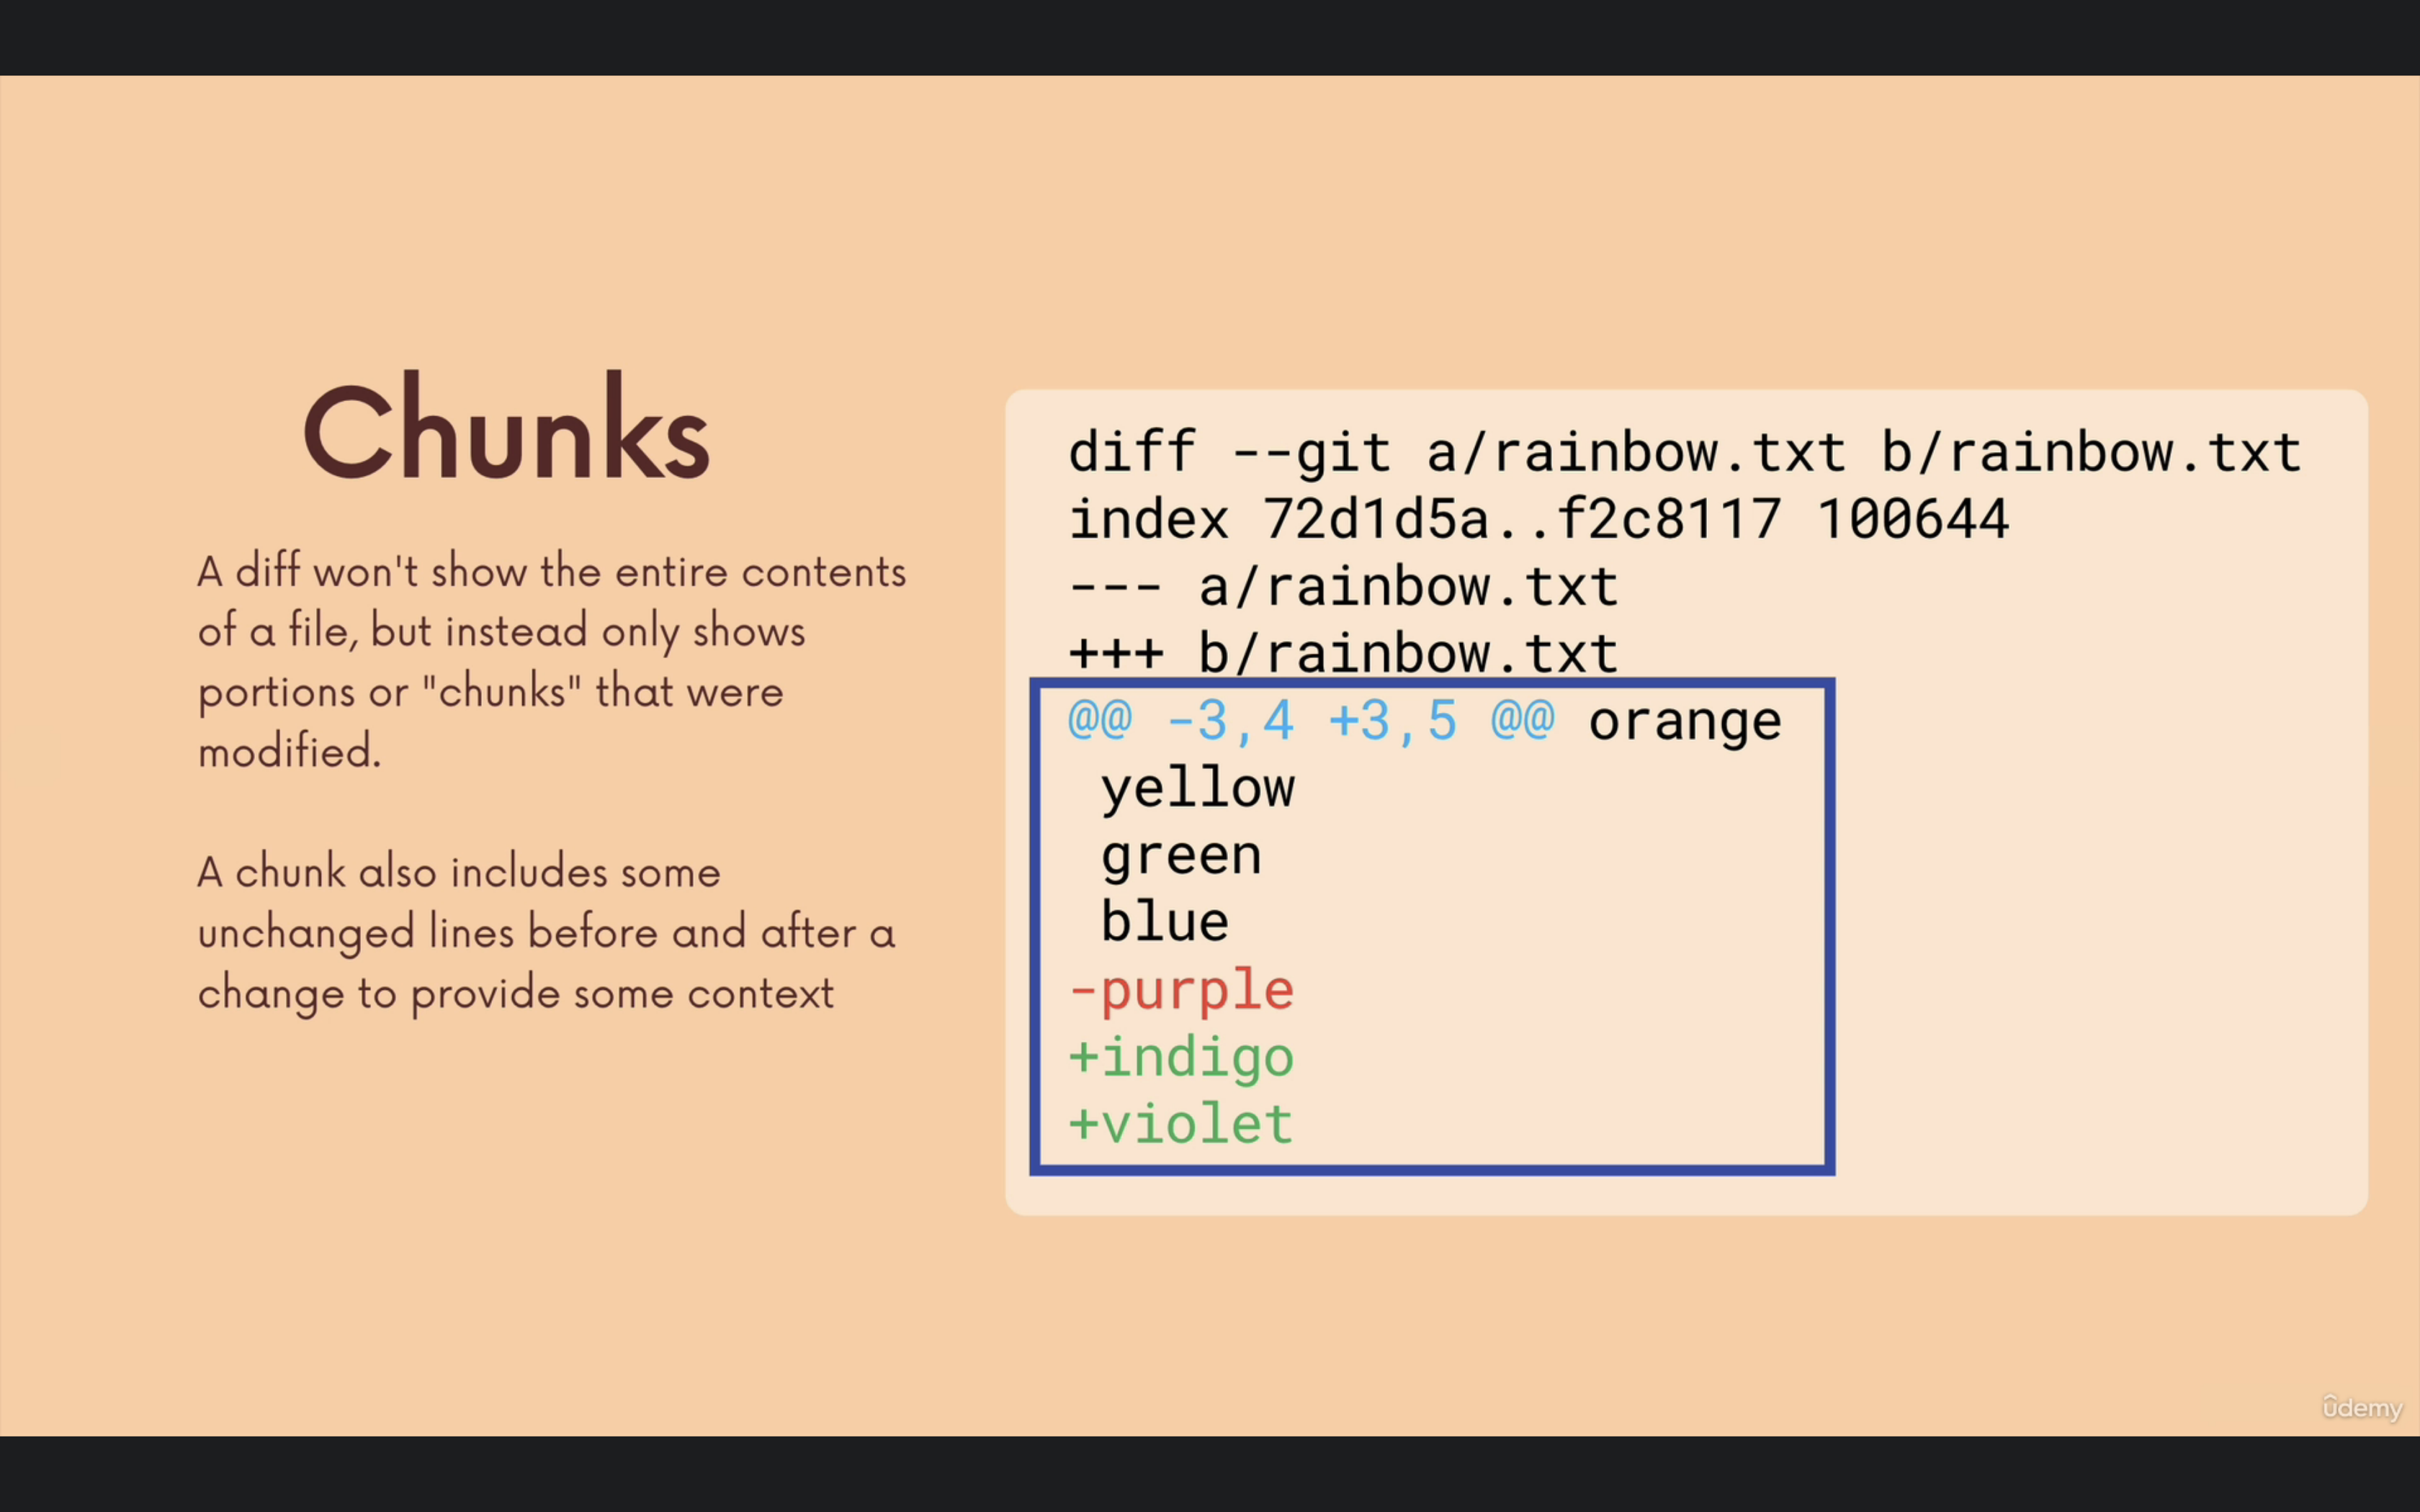 Chunks
A diff won't show the entire contents
of a file, but instead only shows
portions or "chunks" that were
modified.
A chunk also includes some
unchanged lines before and after a
change to provide some context
diff --git a/rainbow.txt b/rainbow.txt
index 72d1d5a..f2c8117 100644
--- a/rainbow.txt
+++ b/rainbow.txt
@@ -3,4 +3,5 @@ orange
 yellow
 green
 blue
-purple
+indigo
+violet
ûdemy